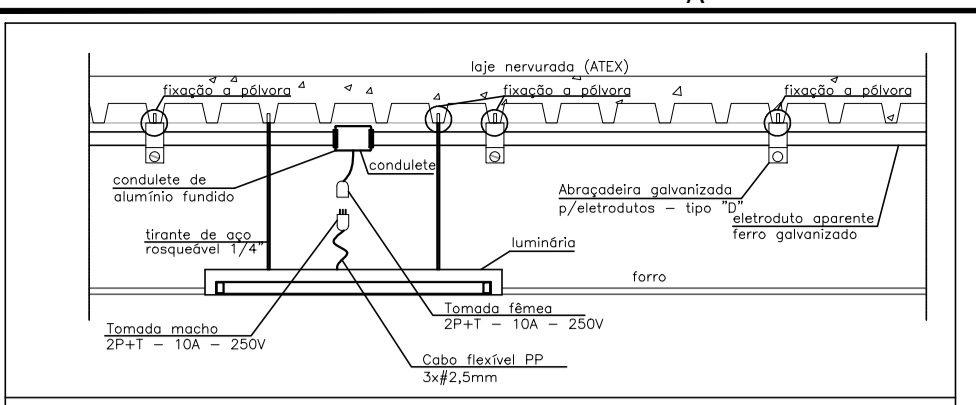 A
laje nervurada (ATEX)
fixação a pólvora
fixação a pólvora
fixação a pólvora
condulete
condulete de
alumínio fundido
Abraçadeira galvanizada
p/eletrodutos – tipo "D"
eletroduto aparente
ferro galvanizado
tirante de aço
rosqueável 1/4"
luminária
forro
Tomada fêmea
2P+T – 10A – 250V
Tomada macho
2P+T – 10A – 250V
Cabo flexível PP
3x#2,5mm